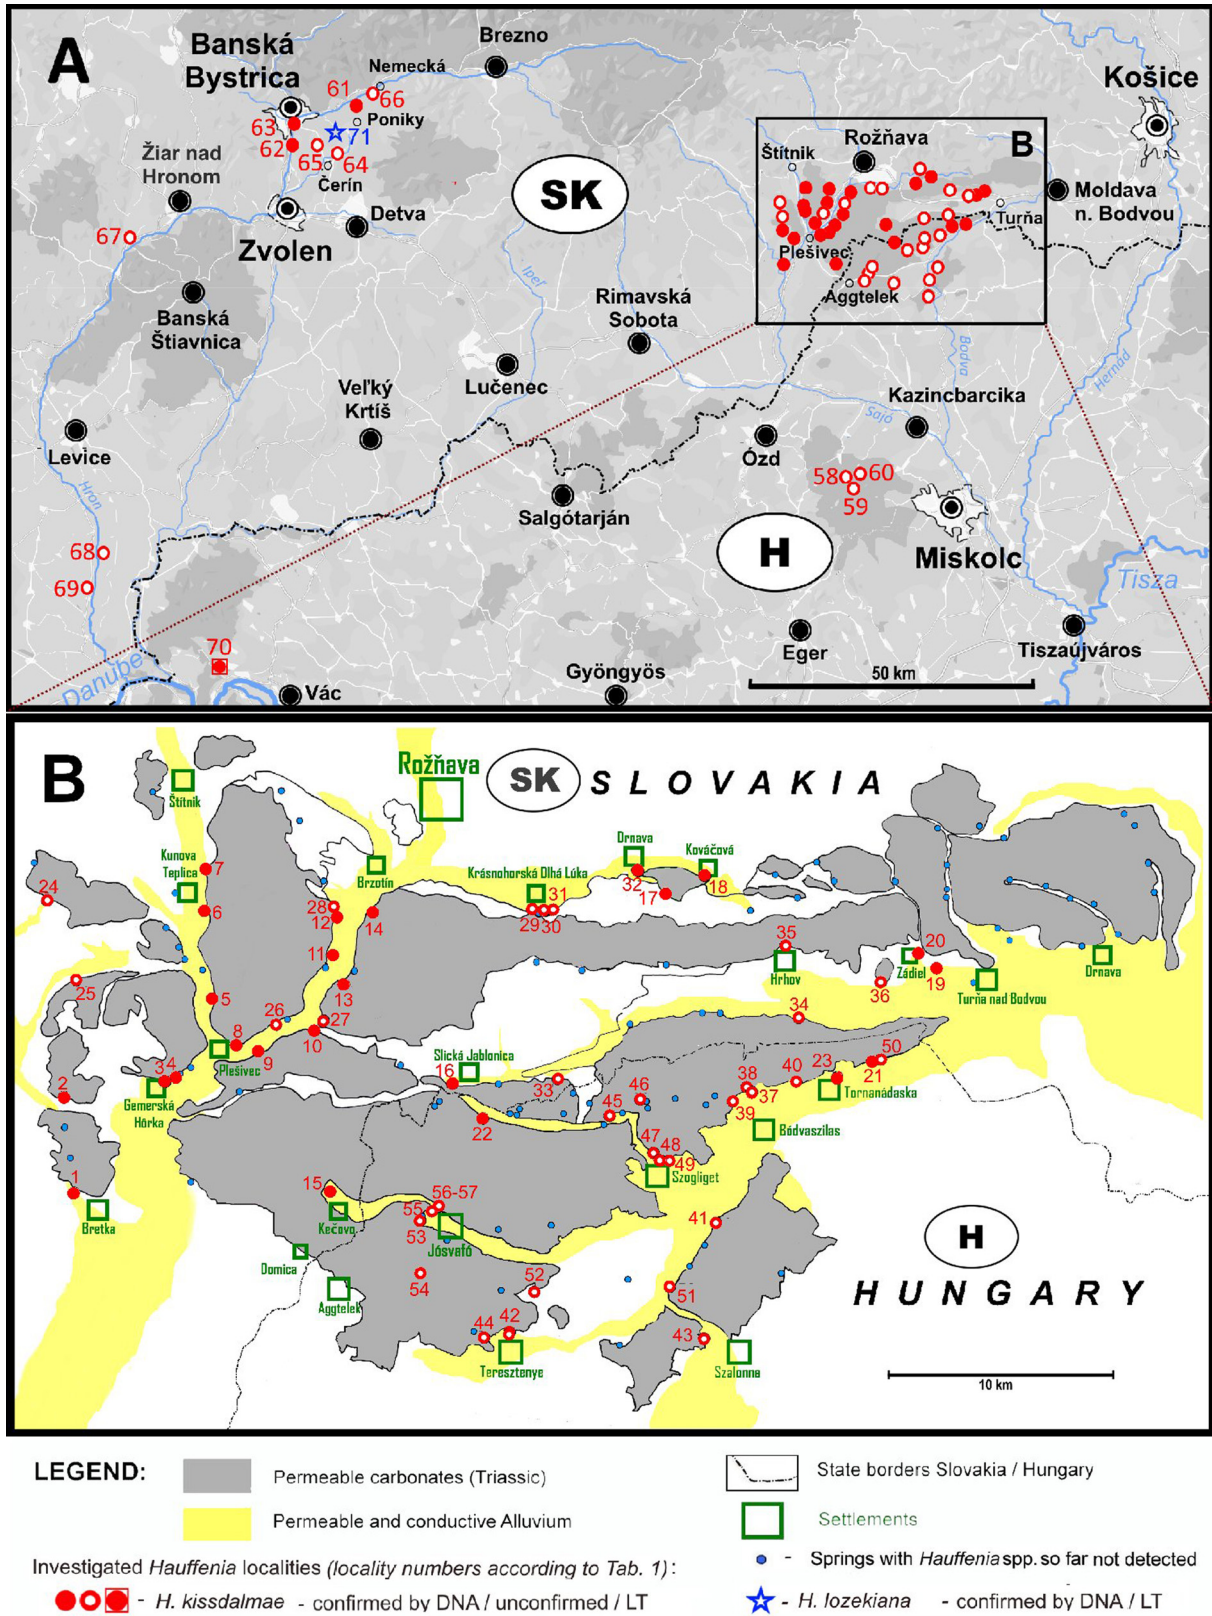 A
Banská
Bystrica
Brezno
Nemecká
Košice
61
66
Poniky
63
71
62
65
64
Čerín
Žiar nad
Hronom
Detva
Zvolen
67
SK
Rožňava
B
Štítnik
Moldava
n. Bodvou
Turňa
Plešivec
Aggtelek
Banská
Štiavnica
Ipeľ
Rimavská
Sobota
Lučenec
Veľký
Krtíš
Bodva
Hernád
Kazincbarcika
Sajó
Levice
Ózd
58
60
59
Hron
Salgótarján
Miskolc
H
68
69
Tisza
70
Eger
Tiszaújváros
Danube
Vác
Gyöngyös
50 km
B
Rožňava
SK
SLOVAKIA
Štítnik
Kunova
Teplica
7
Brzotín
Krásnohorská Dlhá Lúka
Drnava
Kováčová
24
6
28
12
14
29
30
31
32
17
18
11
35
20
Hrhov
Zádiel
19
Drnava
25
5
13
36
Turňa nad Bodvou
26
27
34
8
9
10
Plešivec
Slická Jablonica
16
33
34
2
Gemerská
Hôrka
22
45
46
38
37
39
40
23
21
50
Tornanádaska
Bódvaszilas
47
48
49
Szogliget
1
Bretka
15
Kečovo
56-57
55
53
Jósvafő
41
H
Domica
54
52
51
HUNGARY
Aggtelek
44
42
43
Teresztenye
Szalonna
10 km
LEGEND:
Permeable carbonates (Triassic)
State borders Slovakia / Hungary
Permeable and conductive Alluvium
Settlements
Investigated Hauffenia localities (locality numbers according to Tab. 1) :
- Springs with Hauffenia spp. so far not detected
- H. kissdalmae - confirmed by DNA / unconfirmed / LT
- H. lozekiana - confirmed by DNA / LT